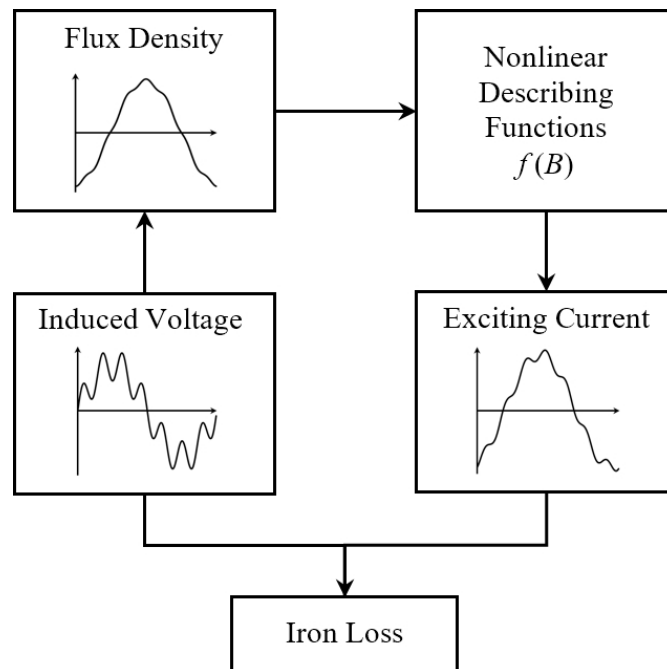 Flux Density
Nonlinear
Describing
Functions
f (B)
Induced Voltage
Exciting Current
Iron Loss